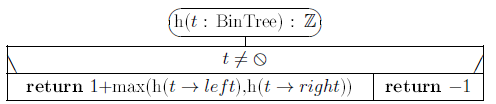 h(t : BinTree) : ℤ
t ≠ ⦸
return 1+max(h(t → left),h(t → right))
return −1